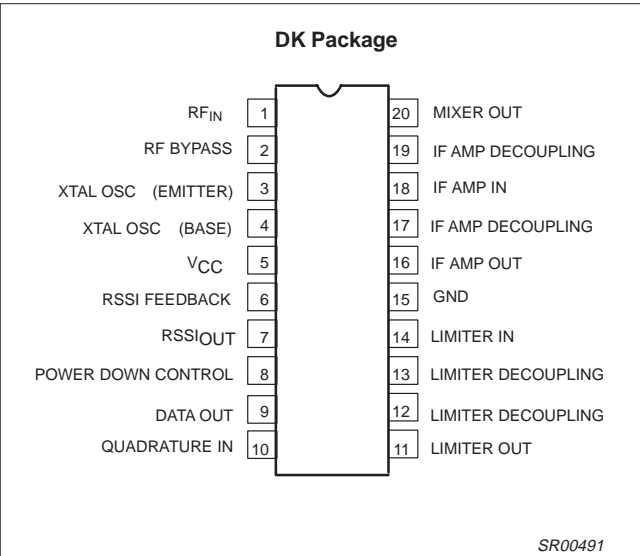 DK Package
RFIN 1 20 MIXER OUT
RF BYPASS 2 19 IF AMP DECOUPLING
XTAL OSC (EMITTER) 3 18 IF AMP IN
XTAL OSC (BASE) 4 17 IF AMP DECOUPLING
VCC 5 16 IF AMP OUT
RSSI FEEDBACK 6 15 GND
RSSIOUT 7 14 LIMITER IN
POWER DOWN CONTROL 8 13 LIMITER DECOUPLING
DATA OUT 9 12 LIMITER DECOUPLING
QUADRATURE IN 10 11 LIMITER OUT
SR00491